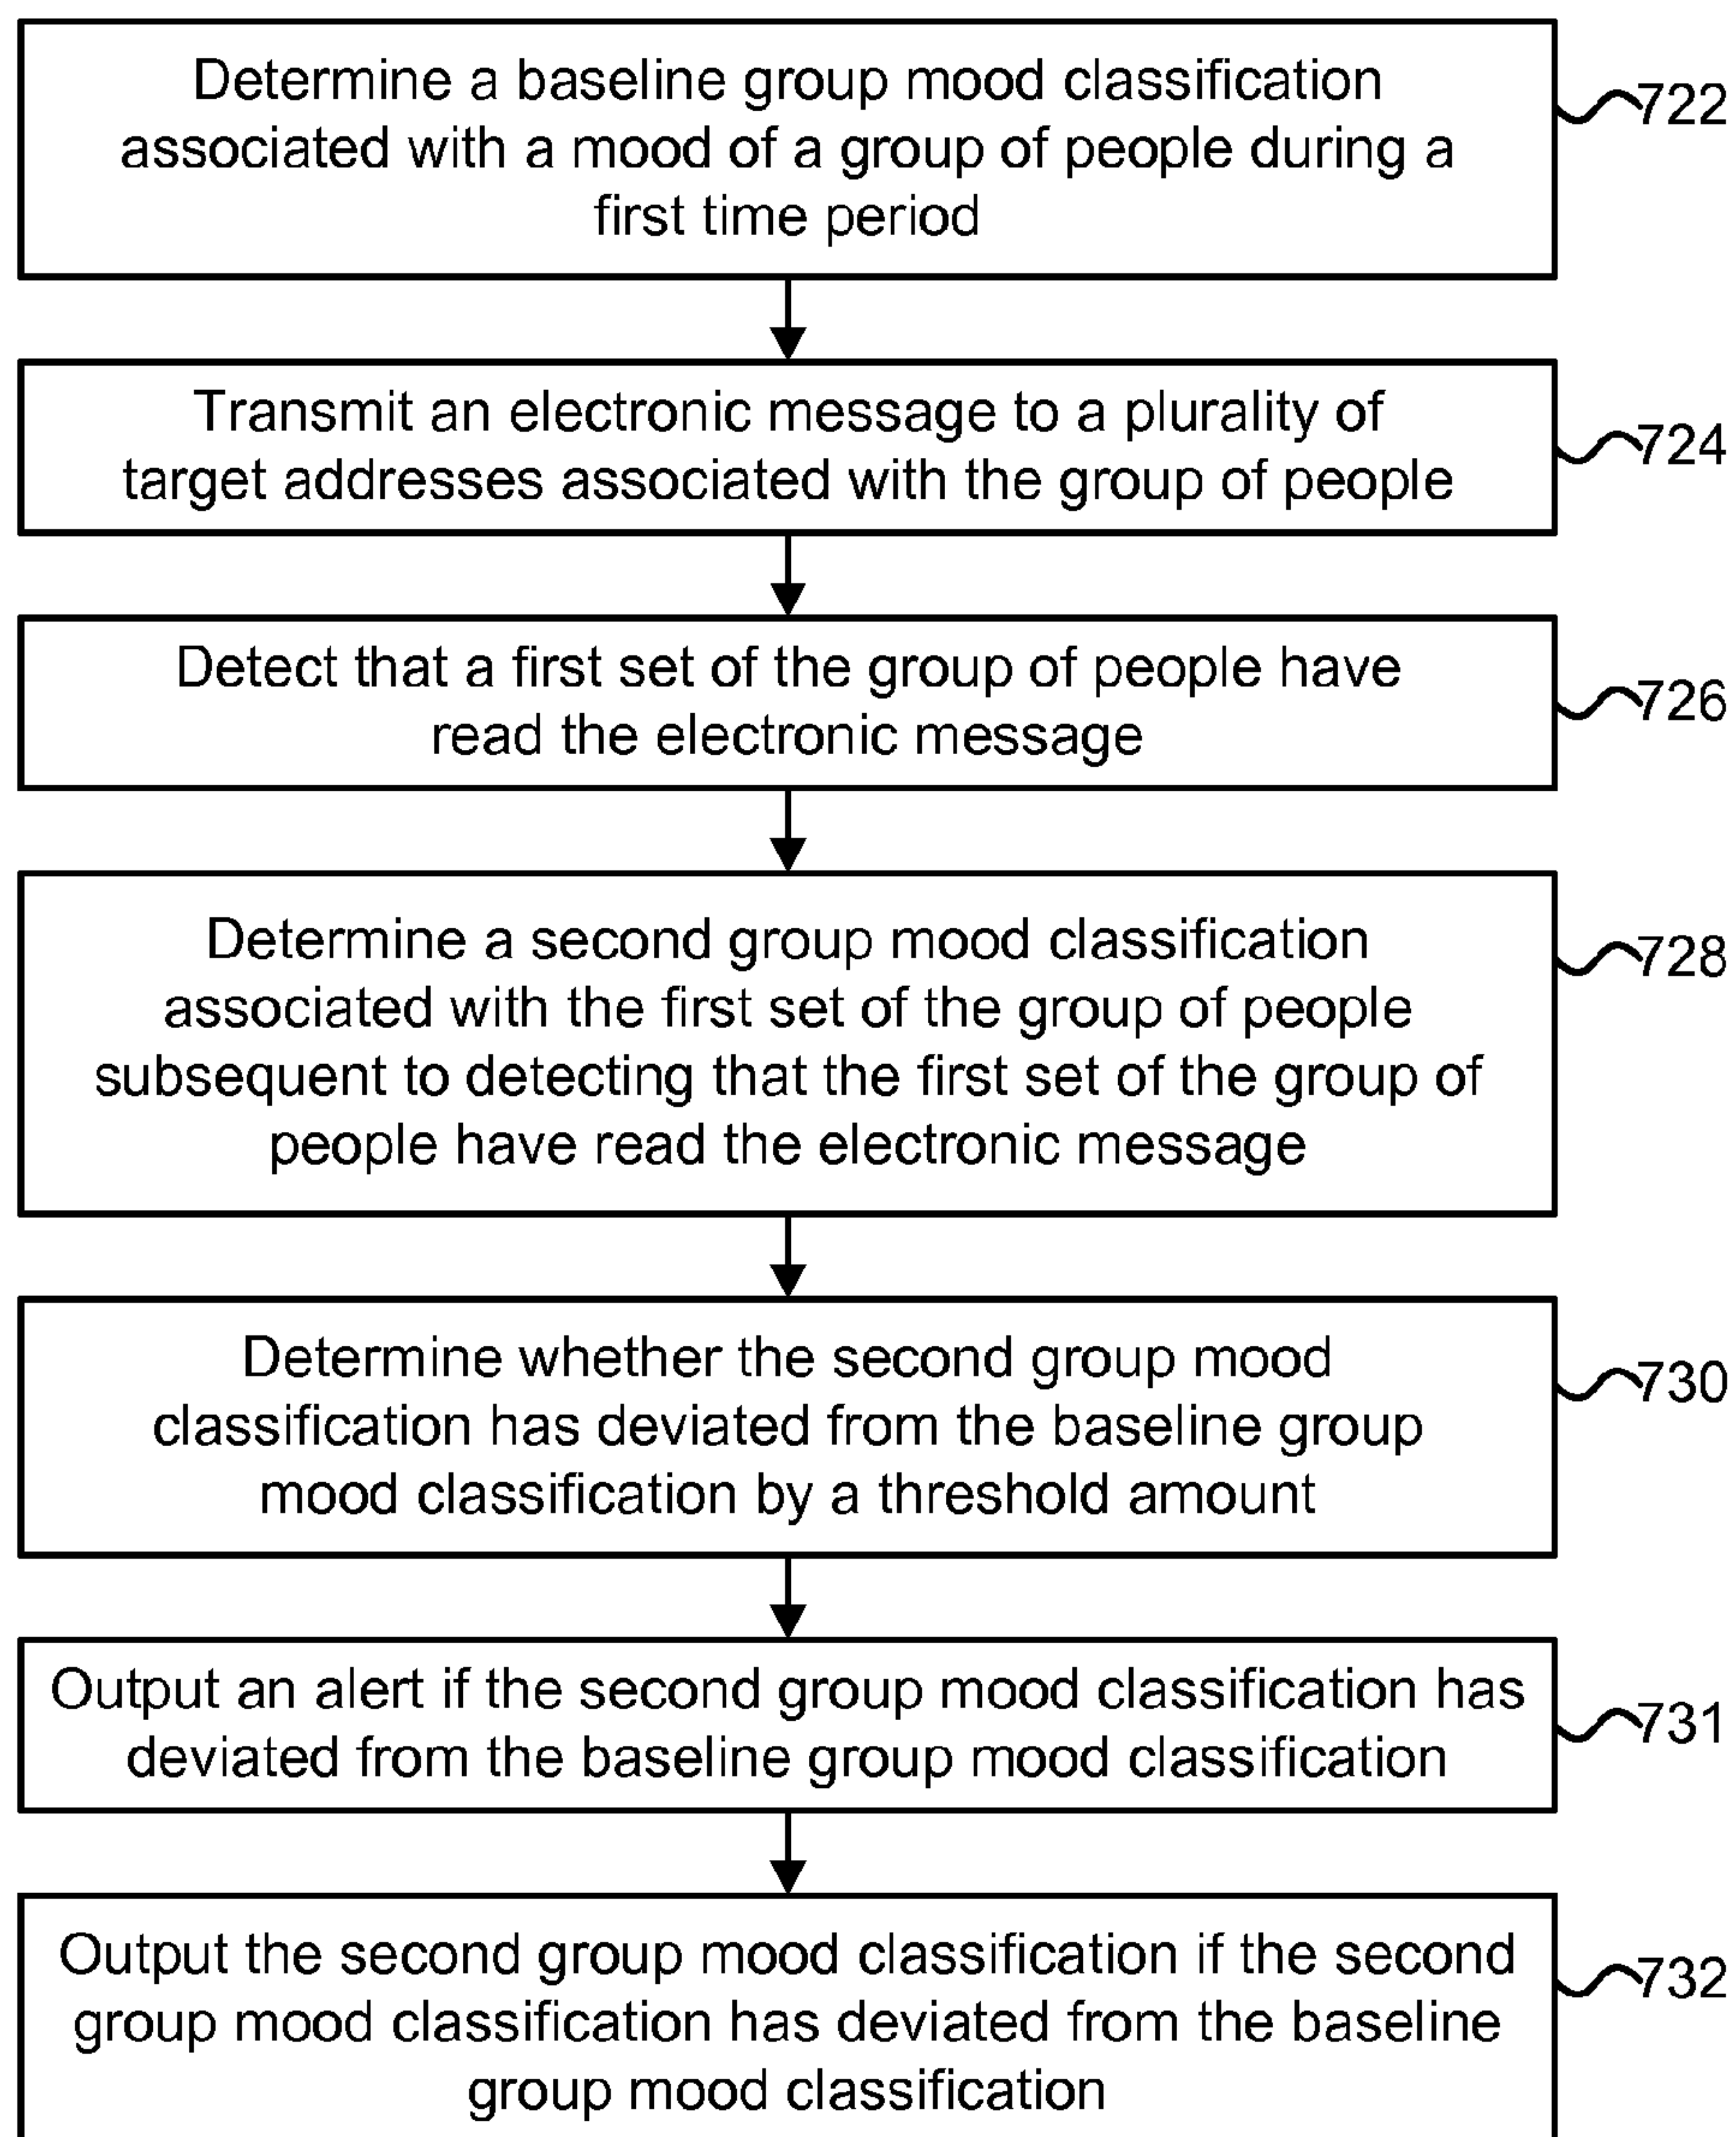 Determine a baseline group mood classification
associated with a mood of a group of people during a
first time period
722
Transmit an electronic message to a plurality of
target addresses associated with the group of people
724
Detect that a first set of the group of people have
read the electronic message
726
Determine a second group mood classification
associated with the first set of the group of people
subsequent to detecting that the first set of the group of
people have read the electronic message
728
Determine whether the second group mood
classification has deviated from the baseline group
mood classification by a threshold amount
730
Output an alert if the second group mood classification has
deviated from the baseline group mood classification
731
Output the second group mood classification if the second
group mood classification has deviated from the baseline
group mood classification
732